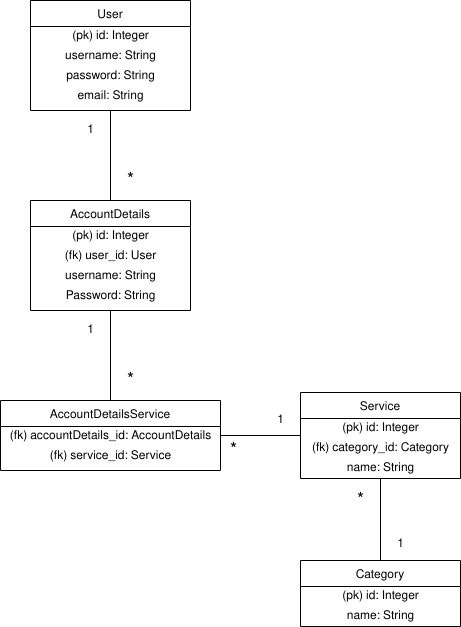 User
(pk) id: Integer
username: String
password: String
email: String
1
*
AccountDetails
(pk) id: Integer
(fk) user_id: User
username: String
Password: String
1
*
AccountDetailsService
(fk) accountDetails_id: AccountDetails
(fk) service_id: Service
*
1
Service
(pk) id: Integer
(fk) category_id: Category
name: String
*
1
Category
(pk) id: Integer
name: String